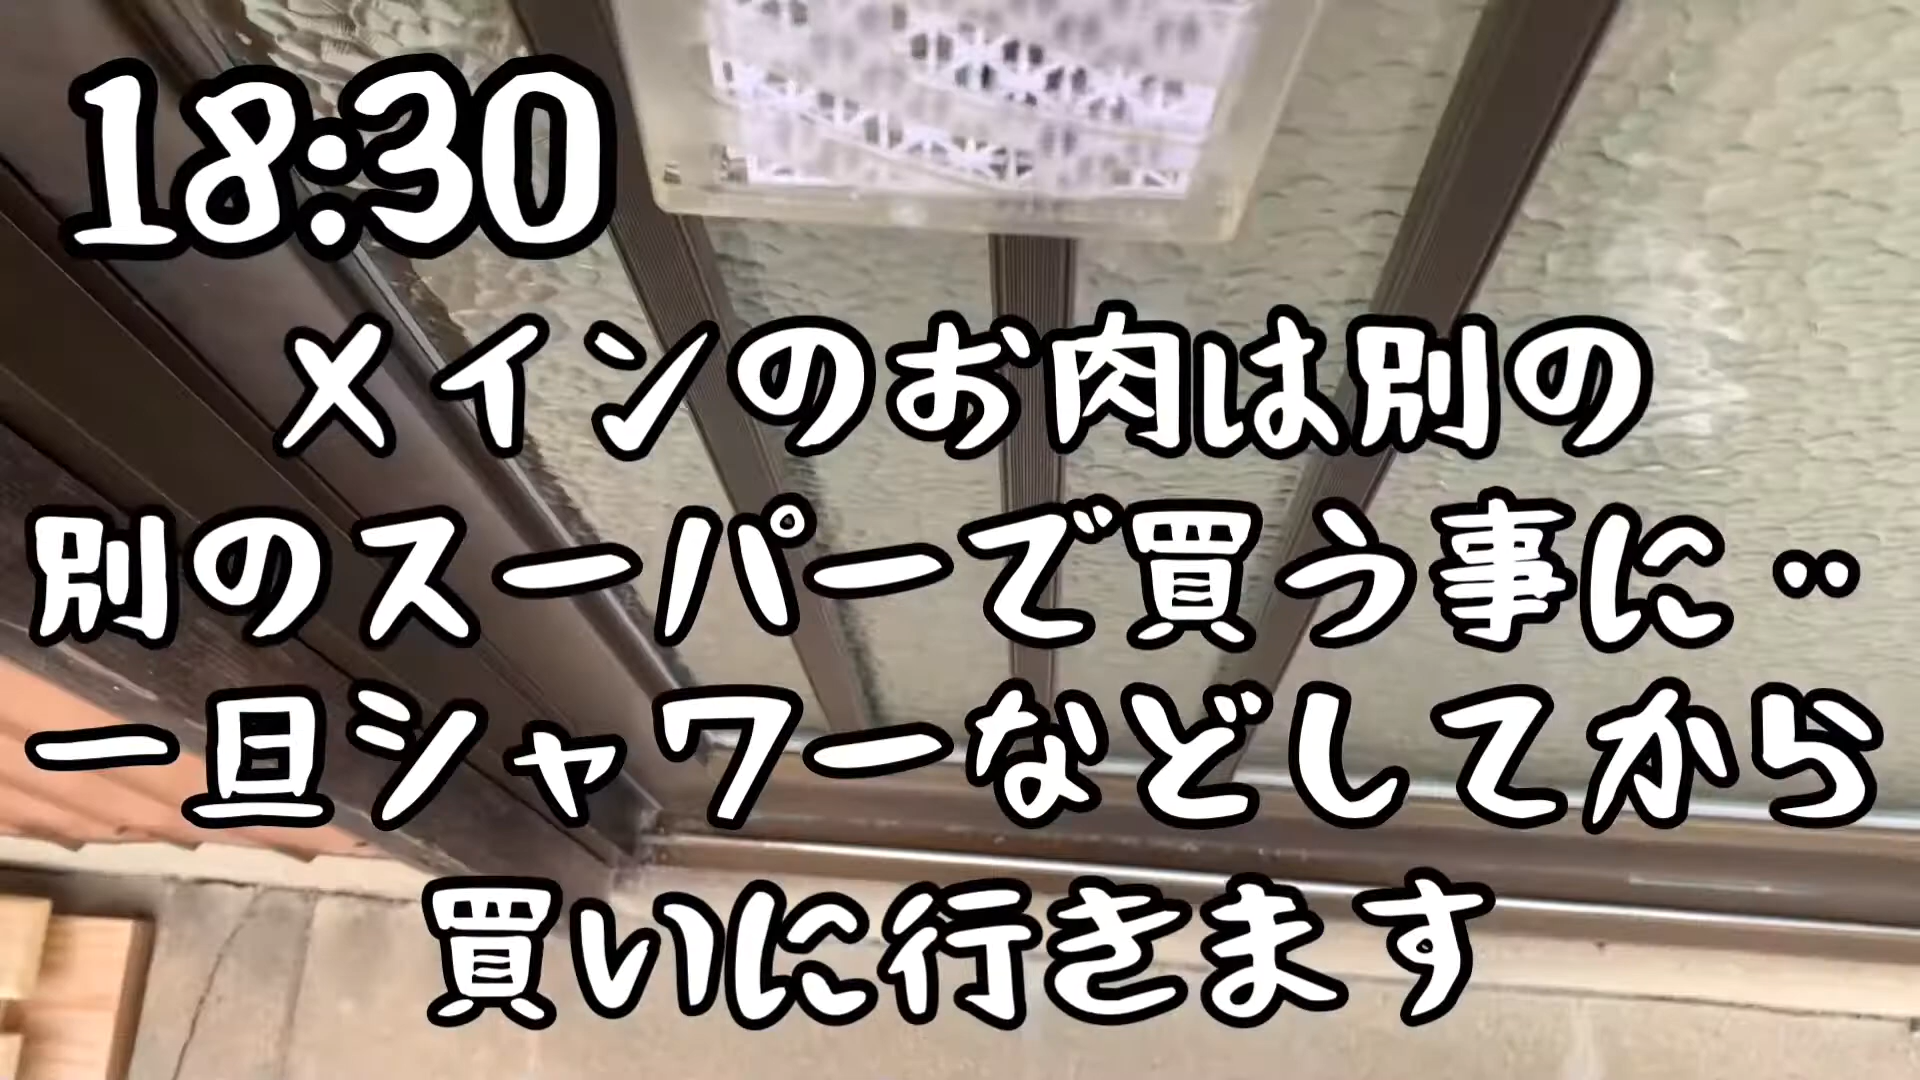 18:30
メインのお肉は別の
別のスーパーで買う事に‥
一旦シャワーなどしてから
買いに行きます